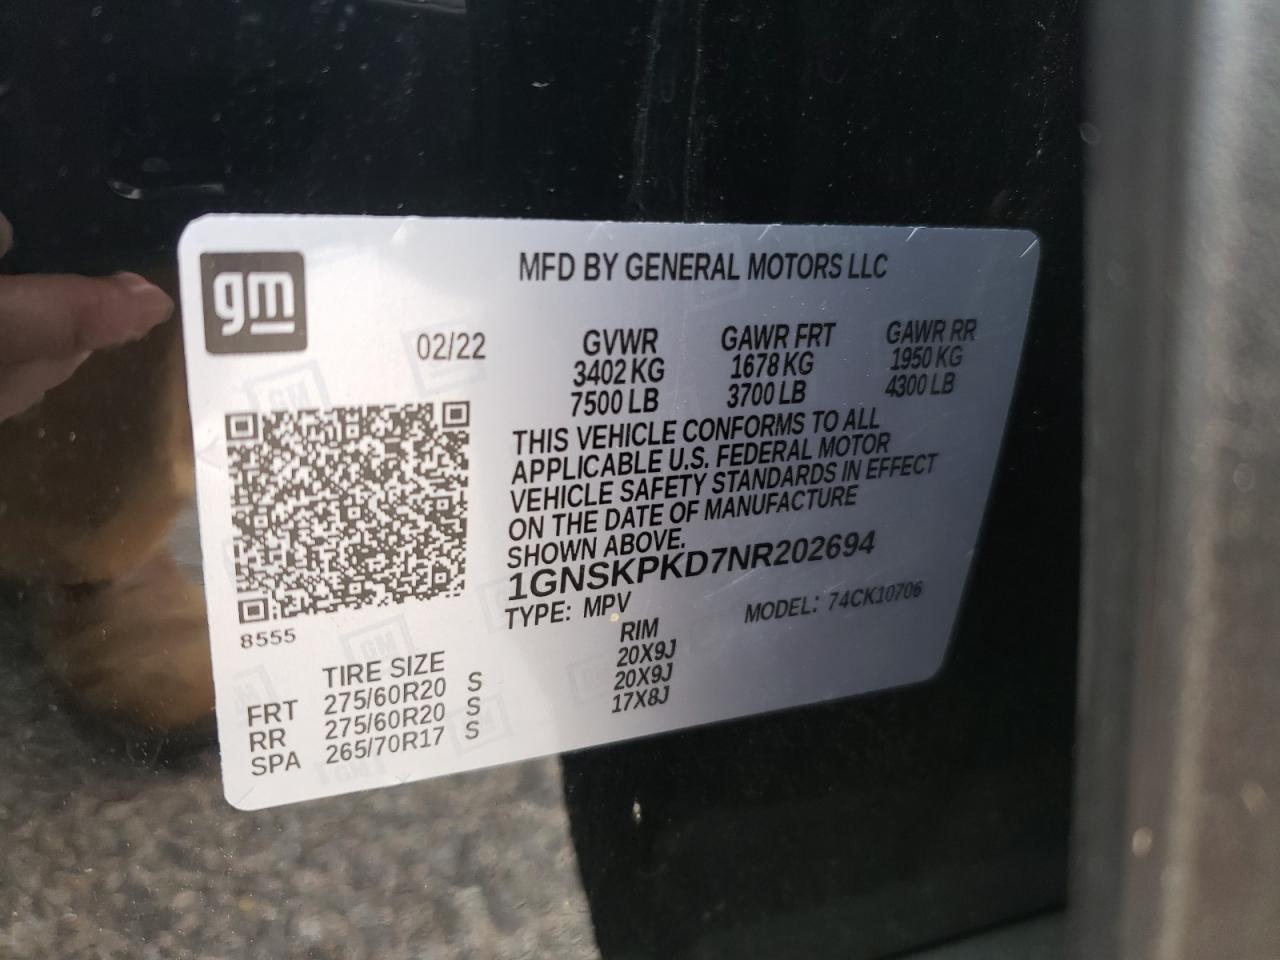 gm
MFD BY GENERAL MOTORS LLC
02/22
GVWR GAWR FRT GAWR RR
3402 KG 1678 KG 1950 KG
7500 LB 3700 LB 4300 LB
THIS VEHICLE CONFORMS TO ALL
APPLICABLE U.S. FEDERAL MOTOR
VEHICLE SAFETY STANDARDS IN EFFECT
ON THE DATE OF MANUFACTURE
SHOWN ABOVE.
1GNSKPKD7NR202694
TYPE: MPV MODEL: 74CK10706
8555
TIRE SIZE RIM
FRT 275/60R20 S 20X9J
RR 275/60R20 S 20X9J
SPA 265/70R17 S 17X8J